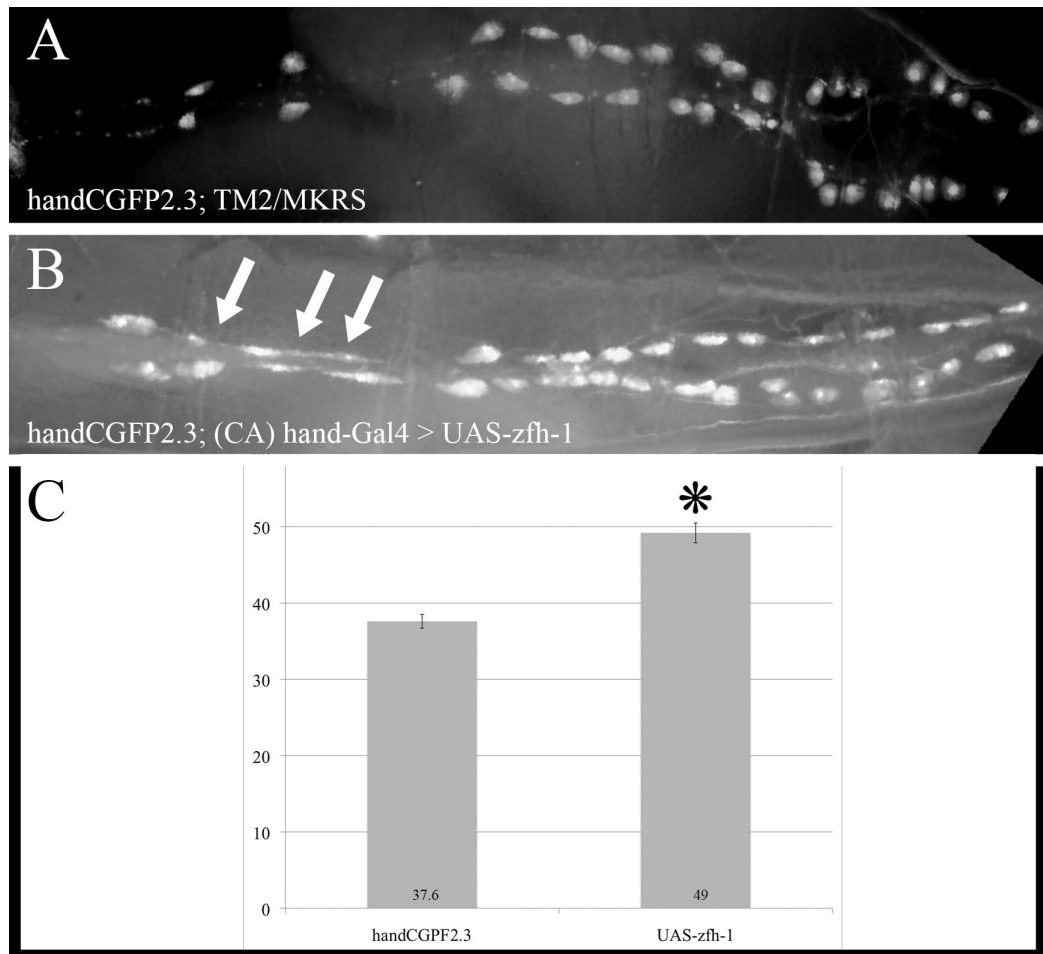 A
handCGFP2.3; TM2/MKRS
B
handCGFP2.3; (CA) hand-Gal4 > UAS-zfh-1
C
*
50
40
30
20
10
0
37.6
49
handCGPF2.3
UAS-zfh-1